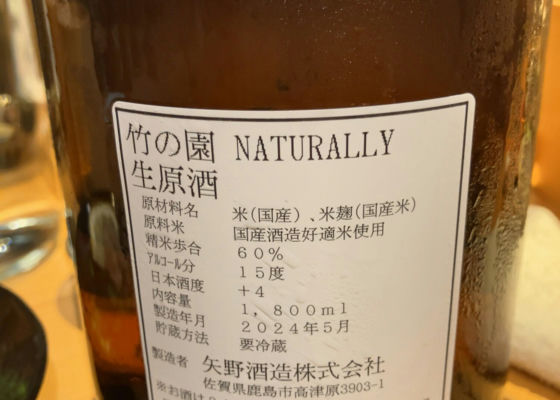 竹の園 NATURALLY
生原酒
原材料名 米(国産)、米麹(国産米)
原料米 国産酒造好適米使用
精米歩合 60%
アルコール分 15度
日本酒度 +4
内容量 1,800ml
製造年月 2024年5月
貯蔵方法 要冷蔵
製造者 矢野酒造株式会社
佐賀県鹿島市高津原3903-1
※お酒は